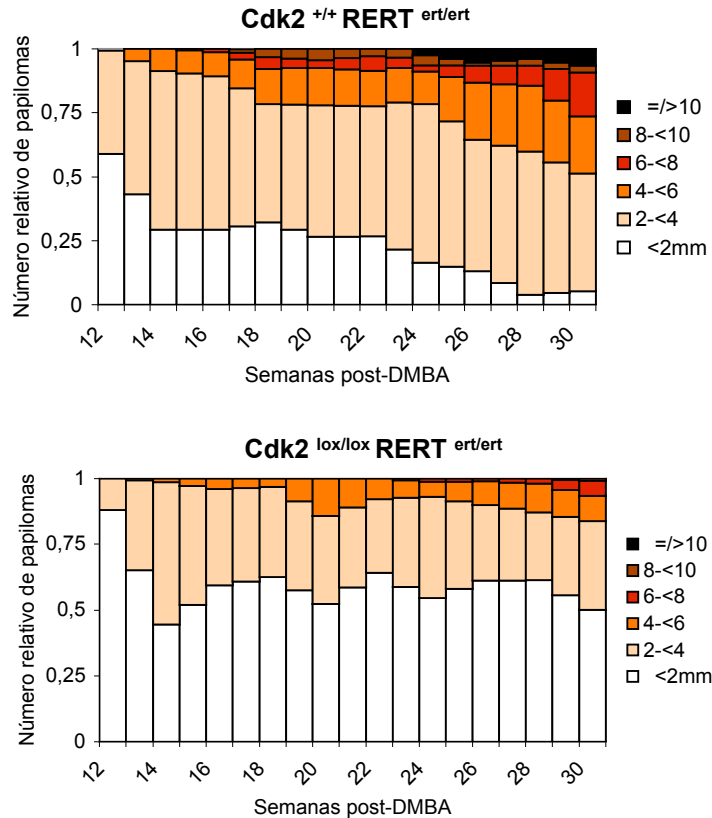 Cdk2 +/+ RERT ert/ert
Número relativo de papilomas
1
0,75
0,5
0,25
0
12 14 16 18 20 22 24 26 28 30
Semanas post-DMBA
=/>10
8-<10
6-<8
4-<6
2-<4
<2mm
Cdk2 lox/lox RERT ert/ert
Número relativo de papilomas
1
0,75
0,5
0,25
0
12 14 16 18 20 22 24 26 28 30
Semanas post-DMBA
=/>10
8-<10
6-<8
4-<6
2-<4
<2mm